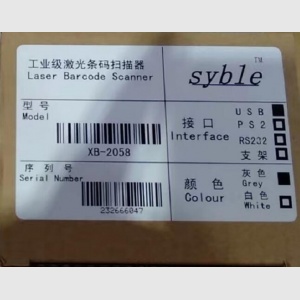 工业级激光条码扫描器
Laser Barcode Scanner
syble TM
型号
Model
XB-2058
接口
Interface
USB
PS2
RS232
支架
序列号
Serial Number
232666047
颜色
Colour
灰色
Grey
白色
White